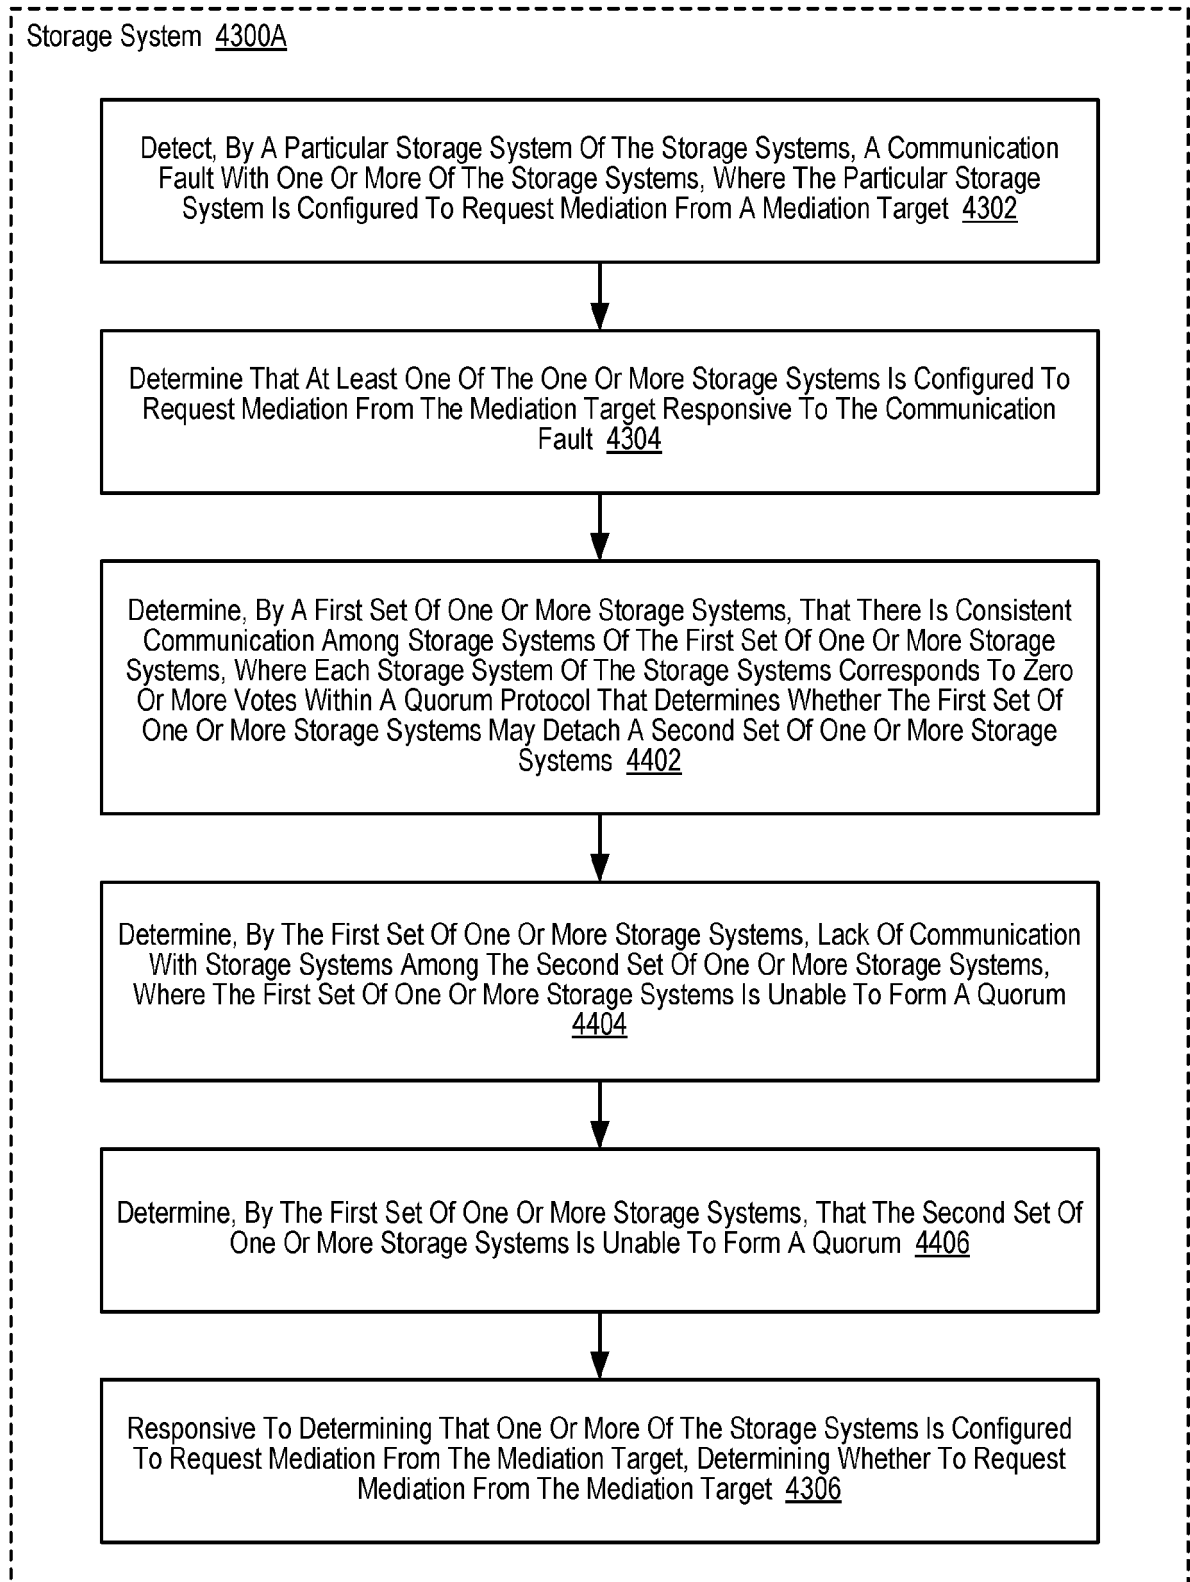 Storage System 4300A
Detect, By A Particular Storage System Of The Storage Systems, A Communication
Fault With One Or More Of The Storage Systems, Where The Particular Storage
System Is Configured To Request Mediation From A Mediation Target 4302
Determine That At Least One Of The One Or More Storage Systems Is Configured To
Request Mediation From The Mediation Target Responsive To The Communication
Fault 4304
Determine, By A First Set Of One Or More Storage Systems, That There Is Consistent
Communication Among Storage Systems Of The First Set Of One Or More Storage
Systems, Where Each Storage System Of The Storage Systems Corresponds To Zero
Or More Votes Within A Quorum Protocol That Determines Whether The First Set Of
One Or More Storage Systems May Detach A Second Set Of One Or More Storage
Systems 4402
Determine, By The First Set Of One Or More Storage Systems, Lack Of Communication
With Storage Systems Among The Second Set Of One Or More Storage Systems,
Where The First Set Of One Or More Storage Systems Is Unable To Form A Quorum
4404
Determine, By The First Set Of One Or More Storage Systems, That The Second Set Of
One Or More Storage Systems Is Unable To Form A Quorum 4406
Responsive To Determining That One Or More Of The Storage Systems Is Configured
To Request Mediation From The Mediation Target, Determining Whether To Request
Mediation From The Mediation Target 4306